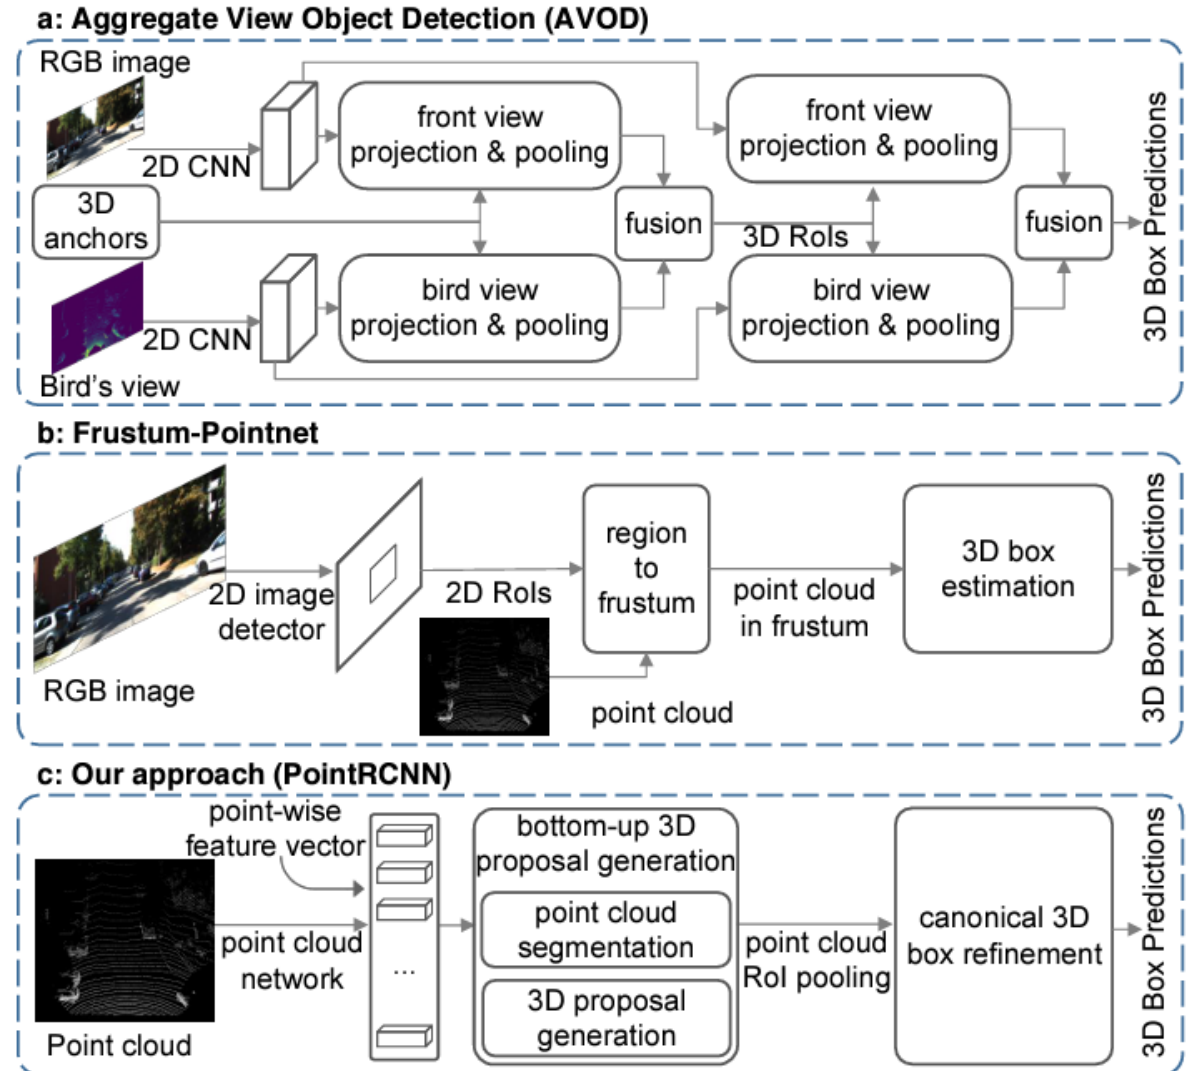 a: Aggregate View Object Detection (AVOD)
RGB image
2D CNN
3D
anchors
2D CNN
Bird's view
front view
projection & pooling
bird view
projection & pooling
fusion
3D RoIs
front view
projection & pooling
bird view
projection & pooling
fusion
3D Box Predictions
b: Frustum-Pointnet
RGB image
2D image
detector
2D RoIs
point cloud
region
to
frustum
point cloud
in frustum
3D box
estimation
3D Box Predictions
c: Our approach (PointRCNN)
point-wise
feature vector
Point cloud
point cloud
network
...
bottom-up 3D
proposal generation
point cloud
segmentation
3D proposal
generation
point cloud
RoI pooling
canonical 3D
box refinement
3D Box Predictions